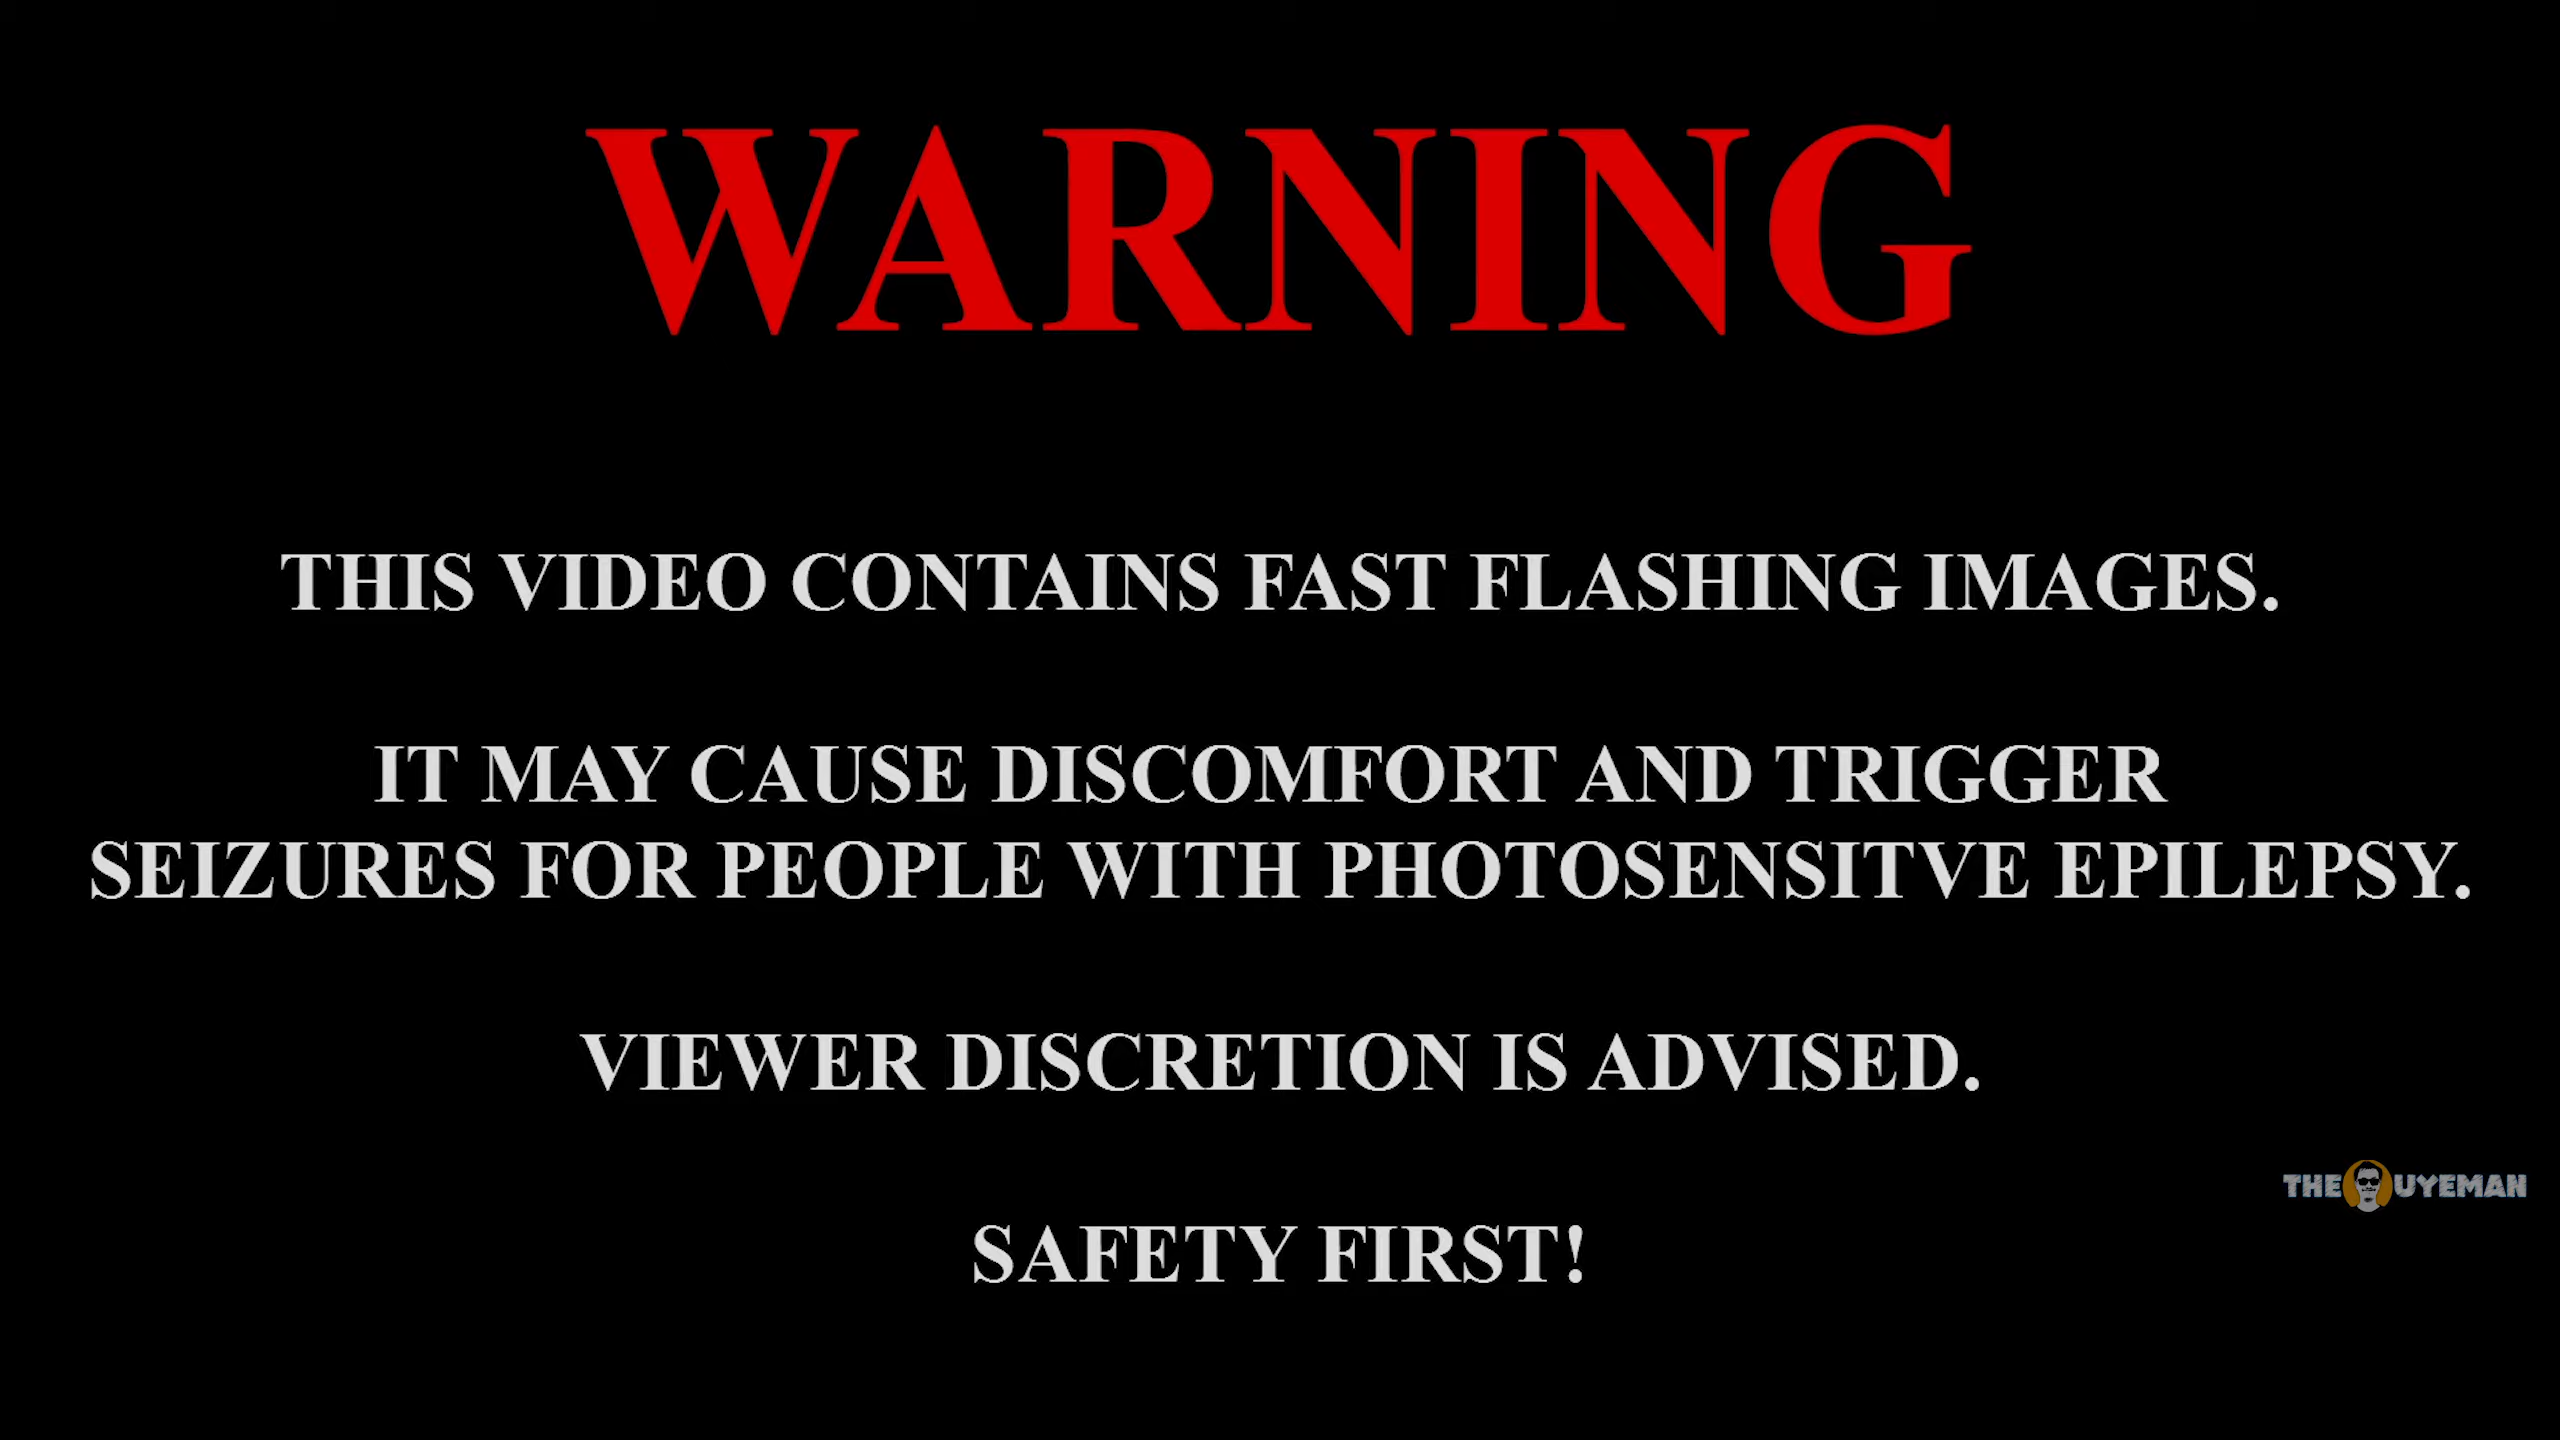 WARNING
THIS VIDEO CONTAINS FAST FLASHING IMAGES.
IT MAY CAUSE DISCOMFORT AND TRIGGER
SEIZURES FOR PEOPLE WITH PHOTOSENSITVE EPILEPSY.
VIEWER DISCRETION IS ADVISED.
THE UYEMAN
SAFETY FIRST!